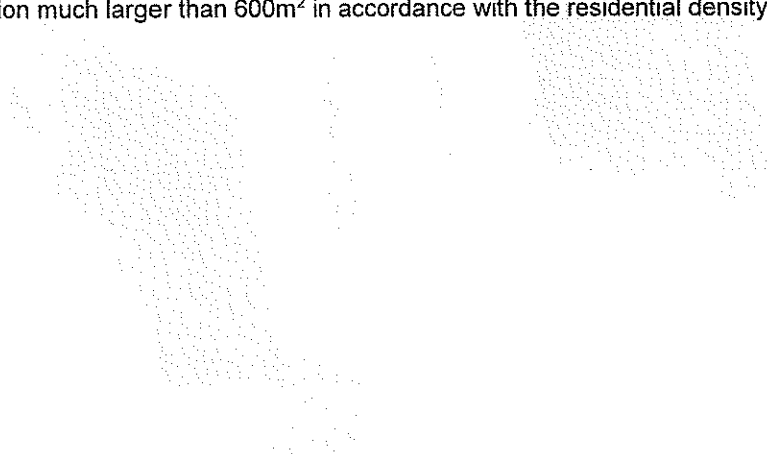 ion much larger than 600m² in accordance with the residential density